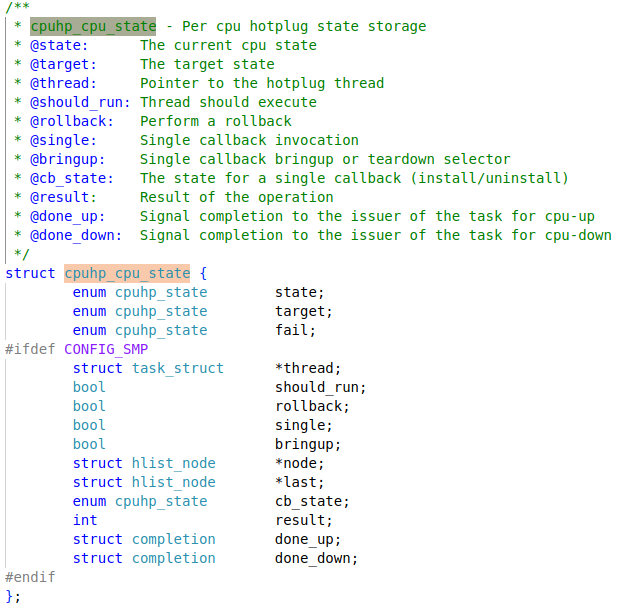 /**
 * cpuhp_cpu_state - Per cpu hotplug state storage
 * @state:      The current cpu state
 * @target:     The target state
 * @thread:     Pointer to the hotplug thread
 * @should_run: Thread should execute
 * @rollback:   Perform a rollback
 * @single:     Single callback invocation
 * @bringup:    Single callback bringup or teardown selector
 * @cb_state:   The state for a single callback (install/uninstall)
 * @result:     Result of the operation
 * @done_up:    Signal completion to the issuer of the task for cpu-up
 * @done_down:  Signal completion to the issuer of the task for cpu-down
 */
struct cpuhp_cpu_state {
        enum cpuhp_state        state;
        enum cpuhp_state        target;
        enum cpuhp_state        fail;
#ifdef CONFIG_SMP
        struct task_struct      *thread;
        bool                    should_run;
        bool                    rollback;
        bool                    single;
        bool                    bringup;
        struct hlist_node       *node;
        struct hlist_node       *last;
        enum cpuhp_state        cb_state;
        int                     result;
        struct completion       done_up;
        struct completion       done_down;
#endif
};